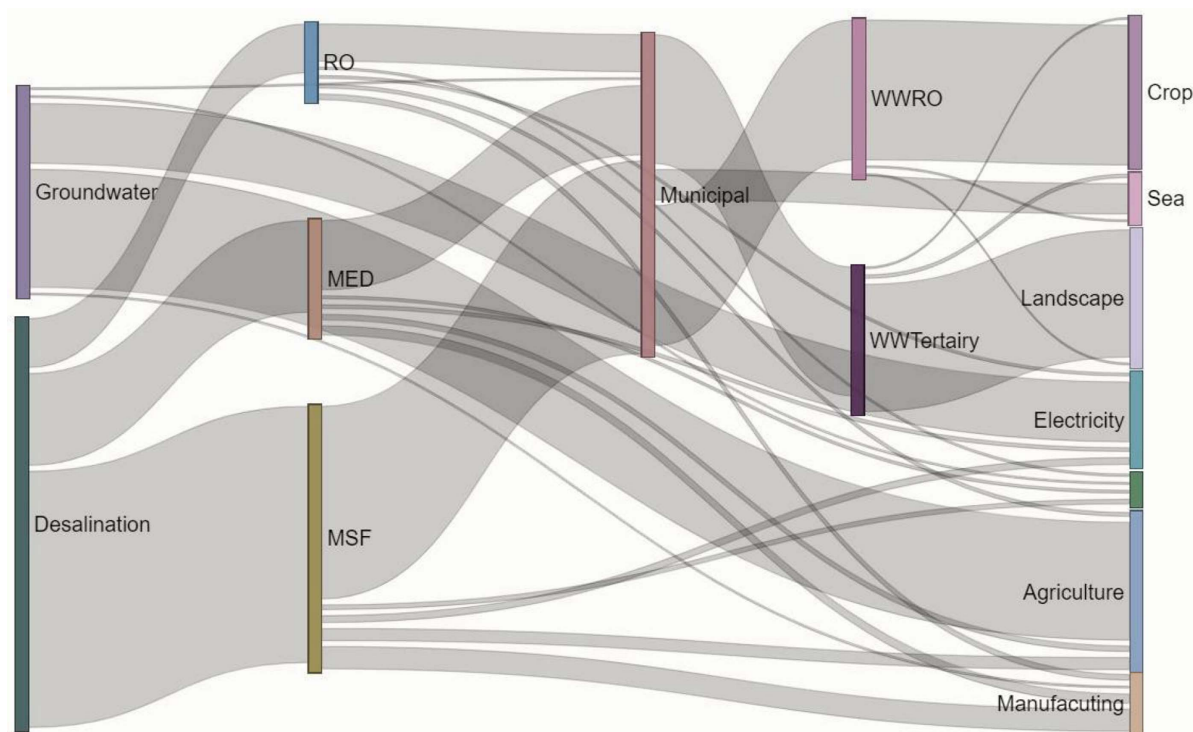 RO
WWRO
Crop
Groundwater
Municipal
Sea
MED
Landscape
WWTertairy
Electricity
Desalination
MSF
Agriculture
Manufacuting